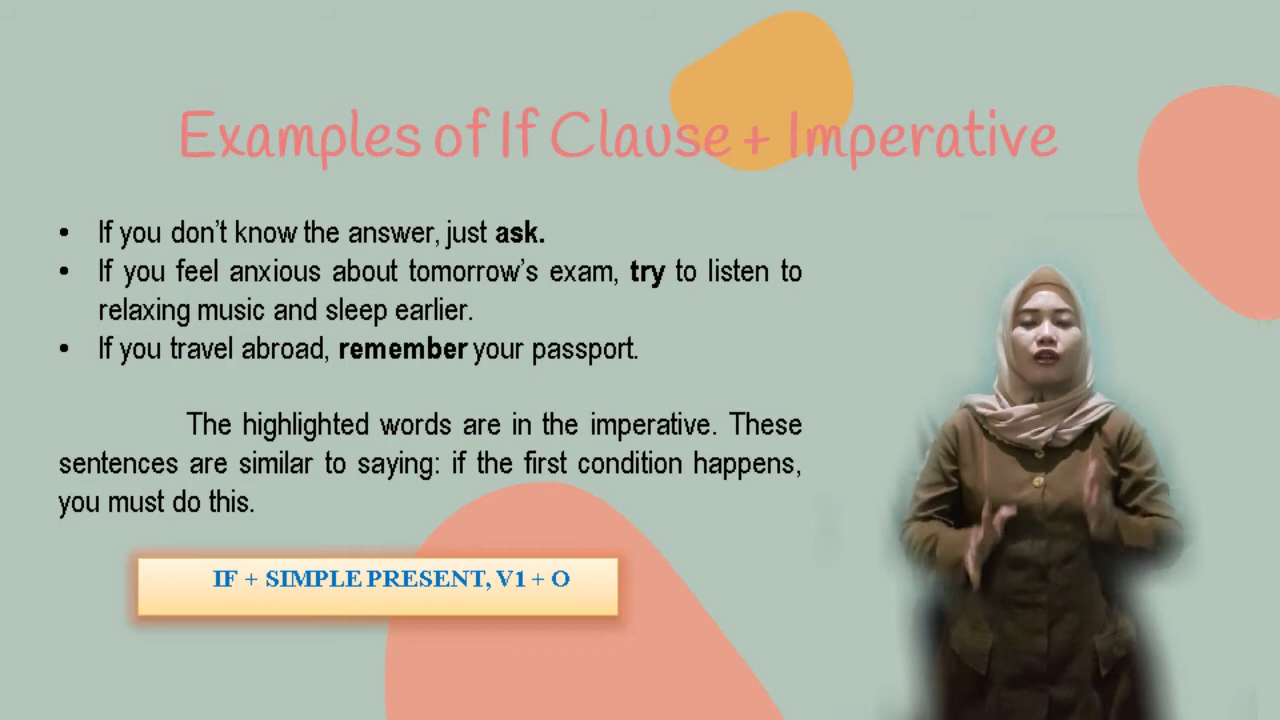 Examples of If Clause + Imperative
• If you don't know the answer, just ask.
• If you feel anxious about tomorrow's exam, try to listen to
relaxing music and sleep earlier.
• If you travel abroad, remember your passport.
The highlighted words are in the imperative. These
sentences are similar to saying: if the first condition happens,
you must do this.
IF + SIMPLE PRESENT, V1 + O